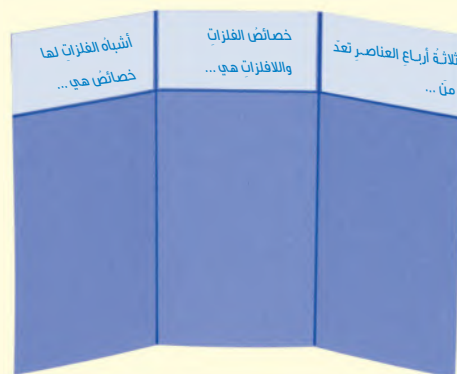 ثلاثةُ أرباعِ العناصرِ تعدّ
من ...
خصائصُ الفلزاتِ
واللافلزاتِ هي ...
أشباهُ الفلزاتِ لها
خصائصُ هي ...